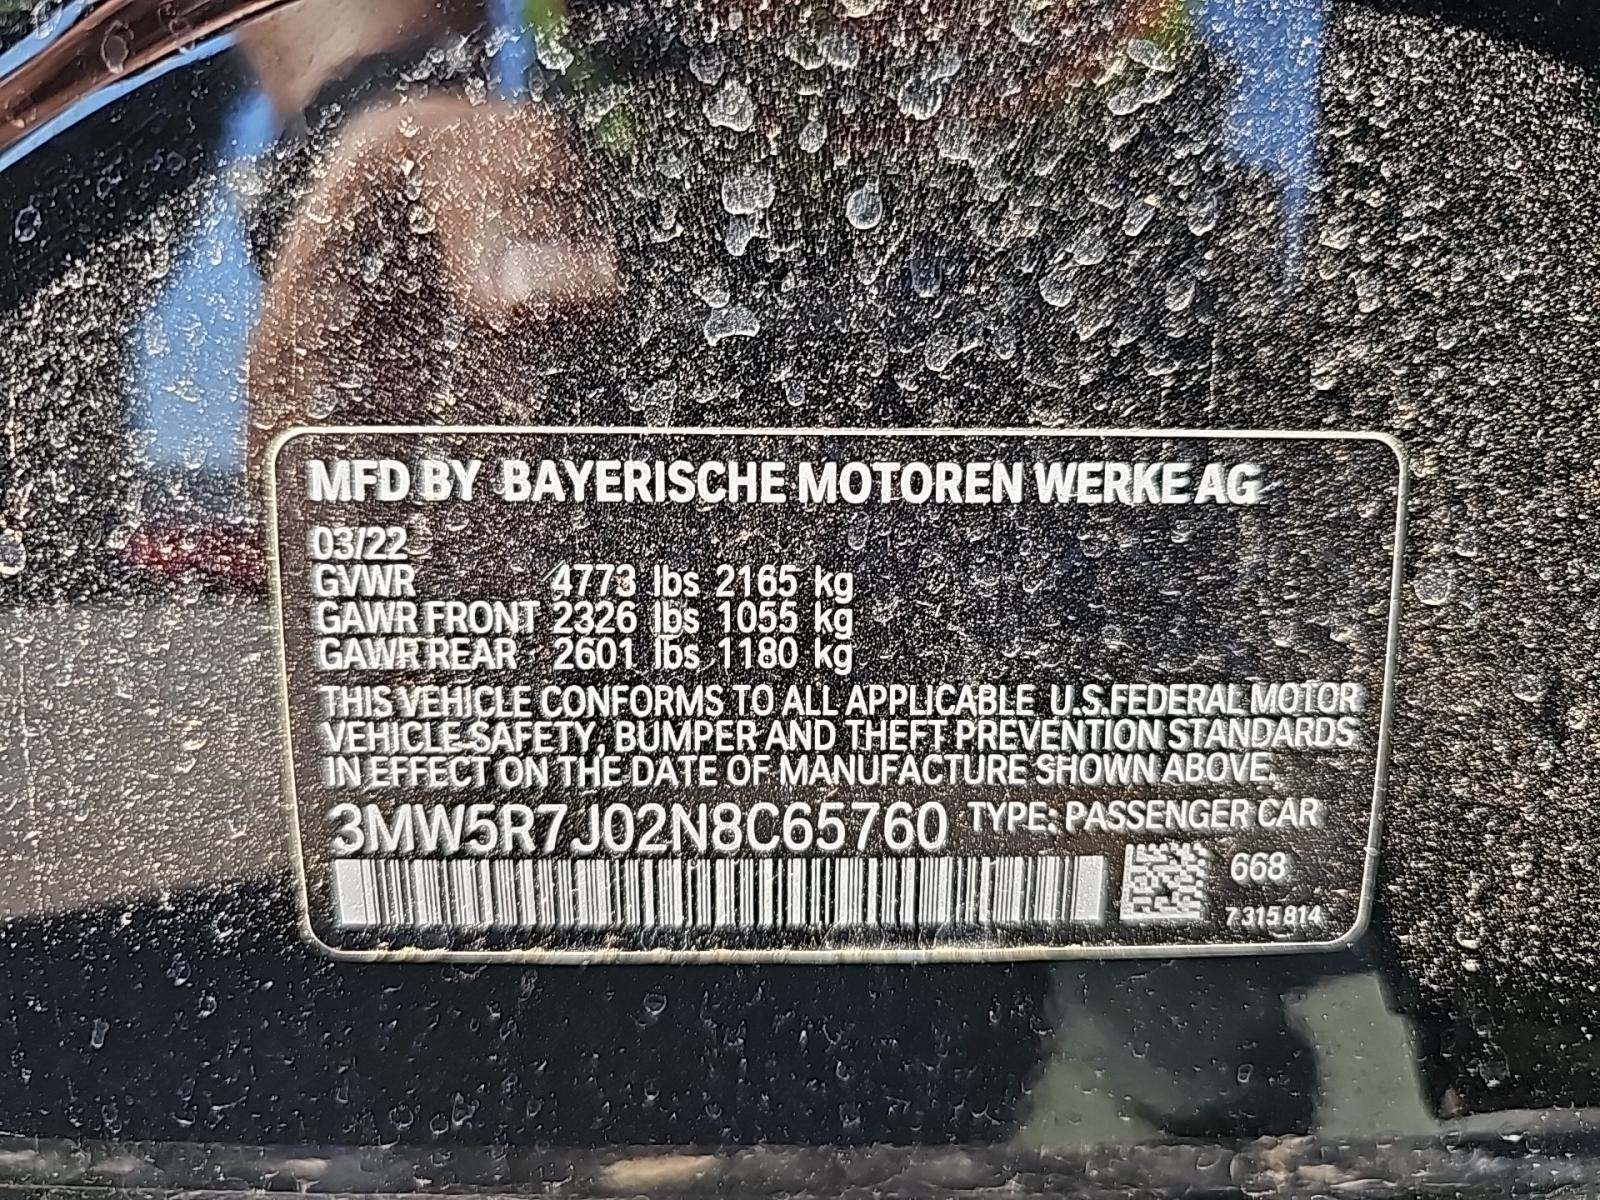 MFD BY BAYERISCHE MOTOREN WERKE AG
03/22
GVWR 4773 lbs 2165 kg
GAWR FRONT 2326 lbs 1055 kg
GAWR REAR 2601 lbs 1180 kg
THIS VEHICLE CONFORMS TO ALL APPLICABLE U.S.FEDERAL MOTOR
VEHICLE SAFETY, BUMPER AND THEFT PREVENTION STANDARDS
IN EFFECT ON THE DATE OF MANUFACTURE SHOWN ABOVE.
3MW5R7J02N8C65760 TYPE: PASSENGER CAR
668
7 315 814